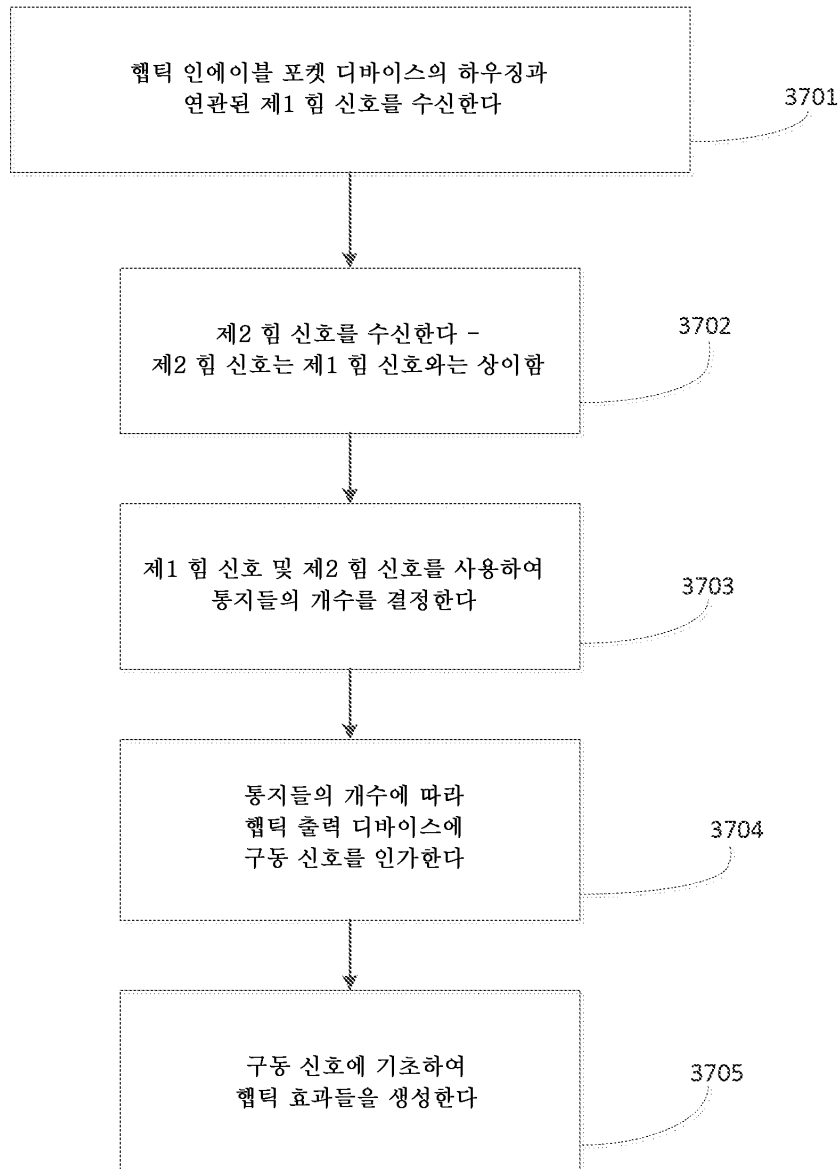 햅틱 인에이블 포켓 디바이스의 하우징과
연관된 제1 힘 신호를 수신한다
3701
제2 힘 신호를 수신한다 –
제2 힘 신호는 제1 힘 신호와는 상이함
3702
제1 힘 신호 및 제2 힘 신호를 사용하여
통지들의 개수를 결정한다
3703
통지들의 개수에 따라
햅틱 출력 디바이스에
구동 신호를 인가한다
3704
구동 신호에 기초하여
햅틱 효과들을 생성한다
3705